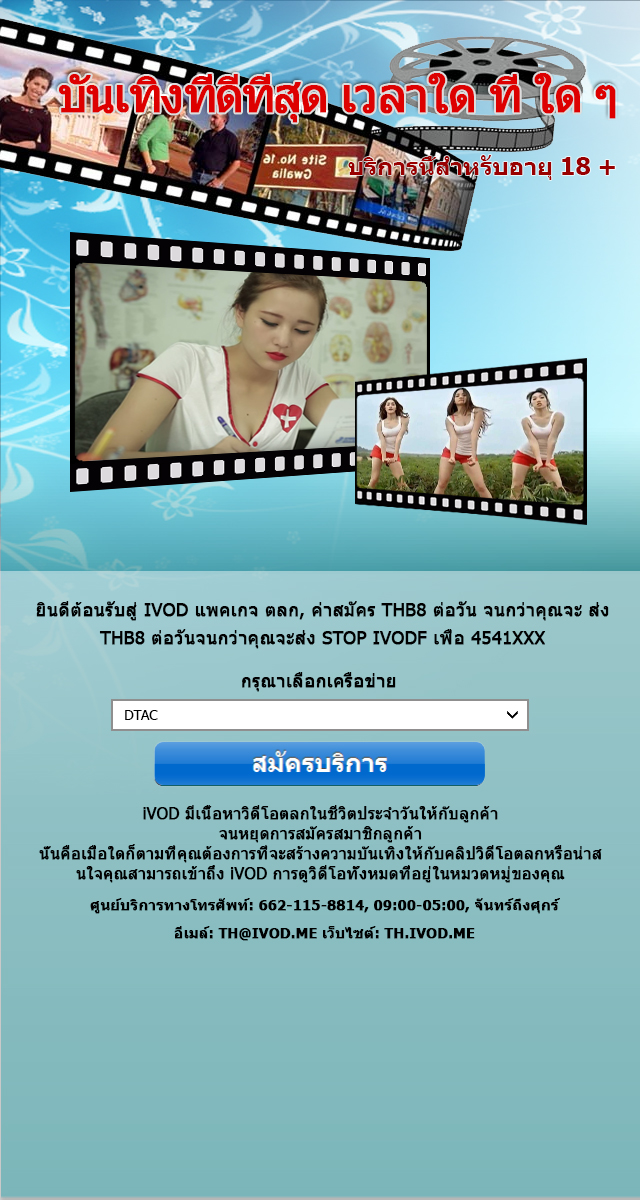 บันเทิงที่ดีที่สุด เวลาใด ที่ ใด ๆ
Site No.16
Gwalia
บริการนี้สำหรับอายุ 18 +
ยินดีต้อนรับสู่ IVOD แพคเกจ ตลก, ค่าสมัคร THB8 ต่อวัน จนกว่าคุณจะ ส่ง
THB8 ต่อวันจนกว่าคุณจะส่ง STOP IVODF เพื่อ 4541XXX
กรุณาเลือกเครือข่าย
DTAC
สมัครบริการ
iVOD มีเนื้อหาวิดีโอตลกในชีวิตประจำวันให้กับลูกค้า
จนหยุดการสมัครสมาชิกลูกค้า
นั่นคือเมื่อใดก็ตามที่คุณต้องการที่จะสร้างความบันเทิงให้กับคลิปวิดีโอตลกหรือน่าส
นใจคุณสามารถเข้าถึง iVOD การดูวิดีโอทั้งหมดที่อยู่ในหมวดหมู่ของคุณ
ศูนย์บริการทางโทรศัพท์: 662-115-8814, 09:00-05:00, จันทร์ถึงศุกร์
อีเมล์: TH@IVOD.ME เว็บไซต์: TH.IVOD.ME